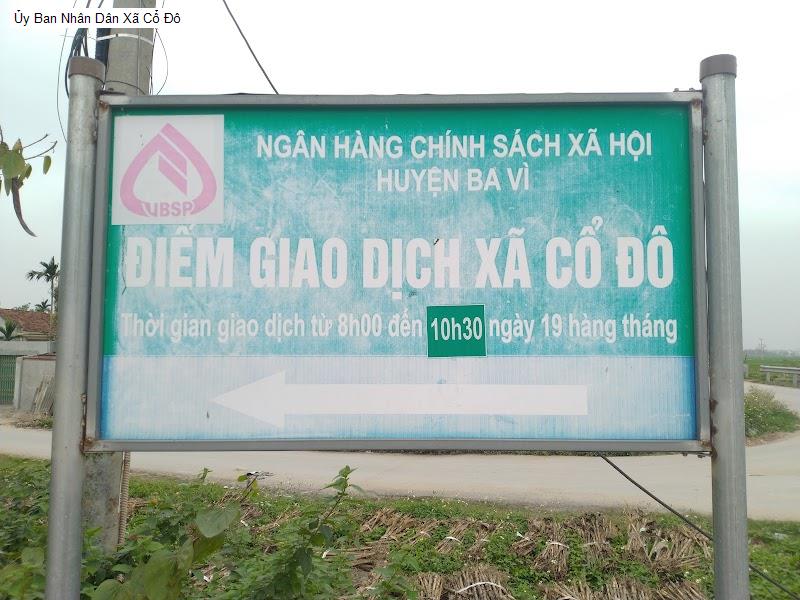 Ủy Ban Nhân Dân Xã Cổ Đô
NGÂN HÀNG CHÍNH SÁCH XÃ HỘI
HUYỆN BA VÌ
VBSP
ĐIỂM GIAO DỊCH XÃ CỔ ĐÔ
Thời gian giao dịch từ 8h00 đến 10h30 ngày 19 hàng tháng